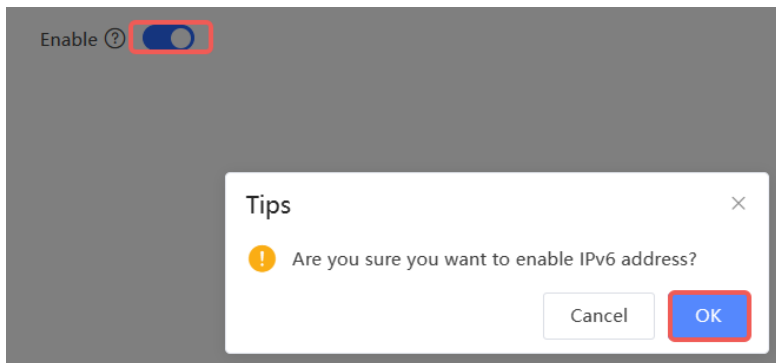 Enable ?
Tips
Are you sure you want to enable IPv6 address?
Cancel
OK